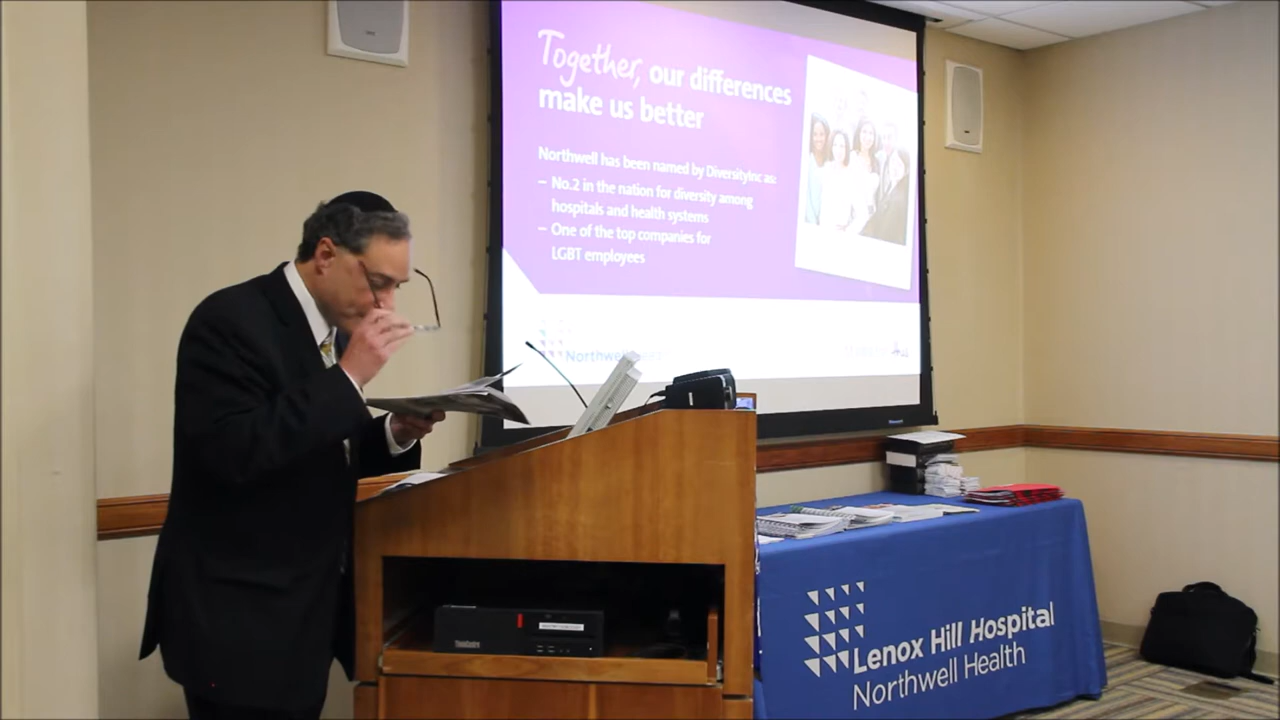 Together, our differences
make us better
Northwell has been named by DiversityInc as:
– No.2 in the nation for diversity among
hospitals and health systems
– One of the top companies for
LGBT employees
Northwell
Lenox Hill Hospital
Northwell Health